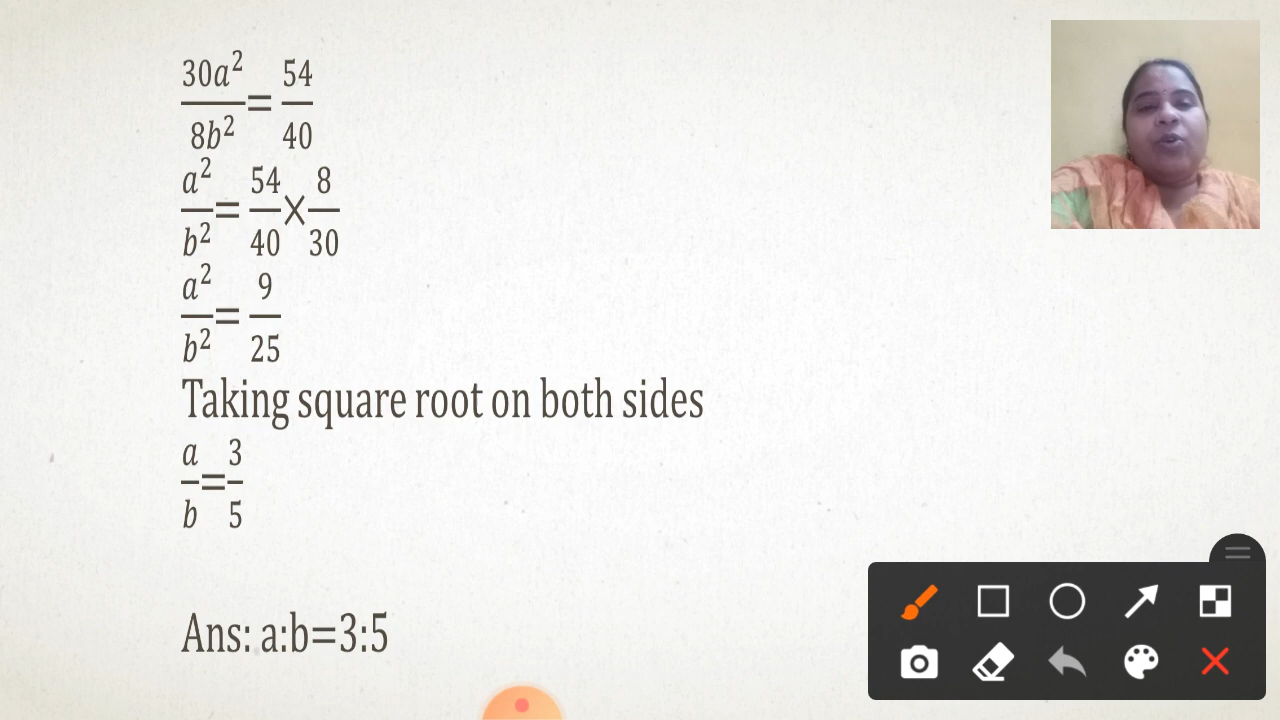 30a²/8b² = 54/40
a²/b² = 54/40 × 8/30
a²/b² = 9/25
Taking square root on both sides
a/b = 3/5
Ans: a:b=3:5